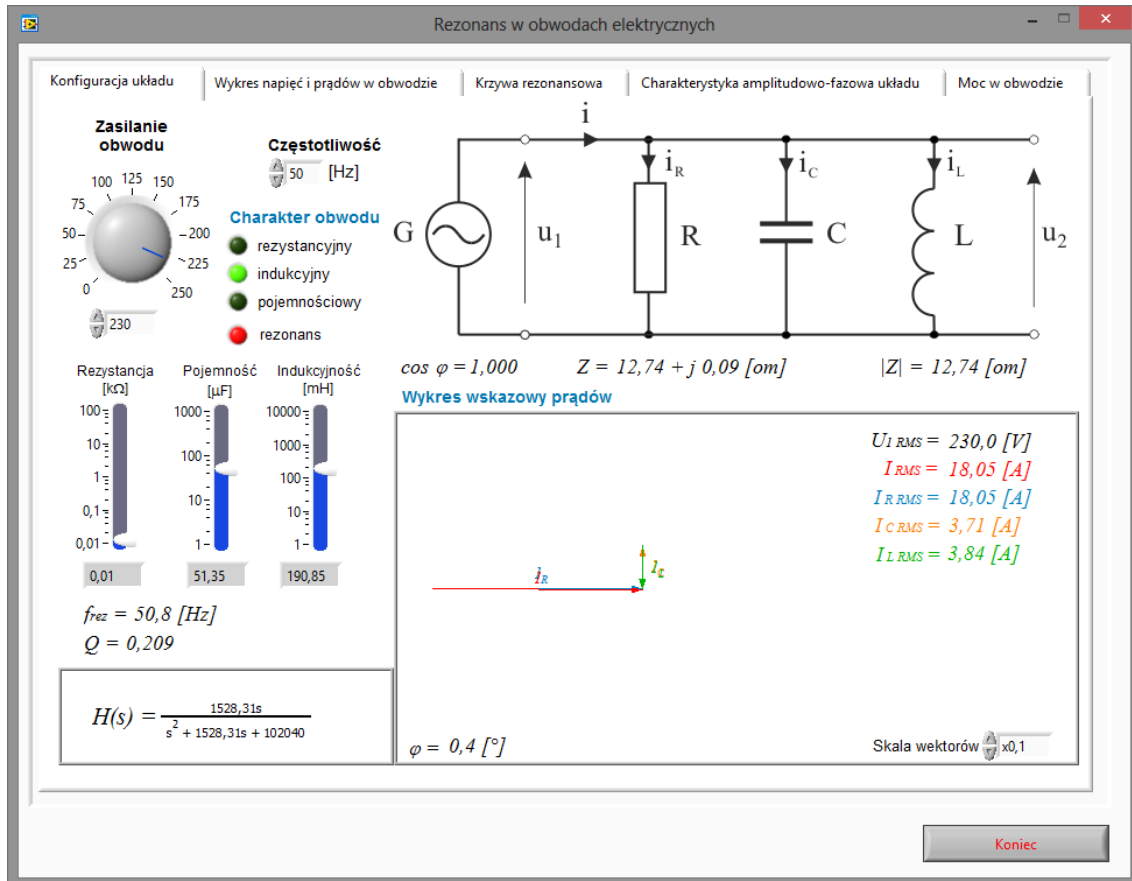 Rezonans w obwodach elektrycznych
Konfiguracja układu
Wykres napięć i prądów w obwodzie
Krzywa rezonansowa
Charakterystyka amplitudowo-fazowa układu
Moc w obwodzie
Zasilanie
obwodu
0
25
50
75
100
125
150
175
200
225
250
230
Częstotliwość
50 [Hz]
Charakter obwodu
rezystancyjny
indukcyjny
pojemnościowy
rezonans
i
i_R
i_C
i_L
G
u_1
R
C
L
u_2
cos φ = 1,000
Z = 12,74 + j 0,09 [om]
|Z| = 12,74 [om]
Rezystancja
[kΩ]
100
10
1
0,1
0,01
0,01
Pojemność
[µF]
1000
100
10
1
51,35
Indukcyjność
[mH]
10000
1000
100
10
1
190,85
frez = 50,8 [Hz]
Q = 0,209
H(s) = 1528,31s
s^2 + 1528,31s + 102040
Wykres wskazowy prądów
U1 RMS = 230,0 [V]
I RMS = 18,05 [A]
I R RMS = 18,05 [A]
I C RMS = 3,71 [A]
I L RMS = 3,84 [A]
φ = 0,4 [°]
Skala wektorów x0,1
Koniec